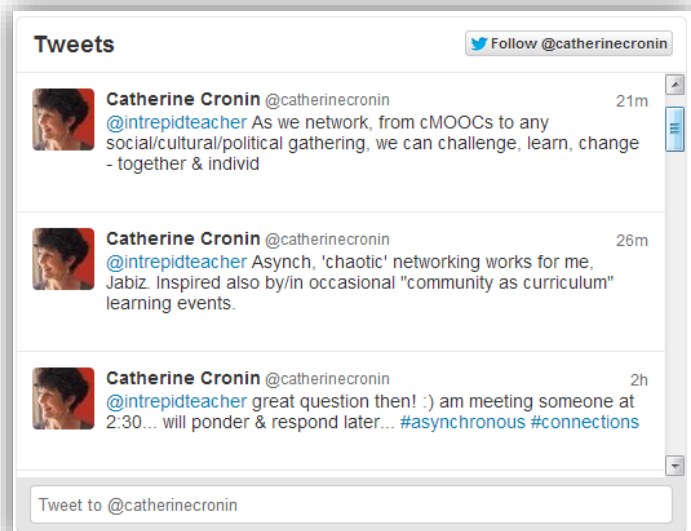 Tweets
Follow @catherinecronin
Catherine Cronin @catherinecronin 21m
@intrepidteacher As we network, from cMOOCs to any
social/cultural/political gathering, we can challenge, learn, change
- together & individ
Catherine Cronin @catherinecronin 26m
@intrepidteacher Asynch, 'chaotic' networking works for me,
Jabiz. Inspired also by/in occasional "community as curriculum"
learning events.
Catherine Cronin @catherinecronin 2h
@intrepidteacher great question then! :) am meeting someone at
2:30... will ponder & respond later... #asynchronous #connections
Tweet to @catherinecronin